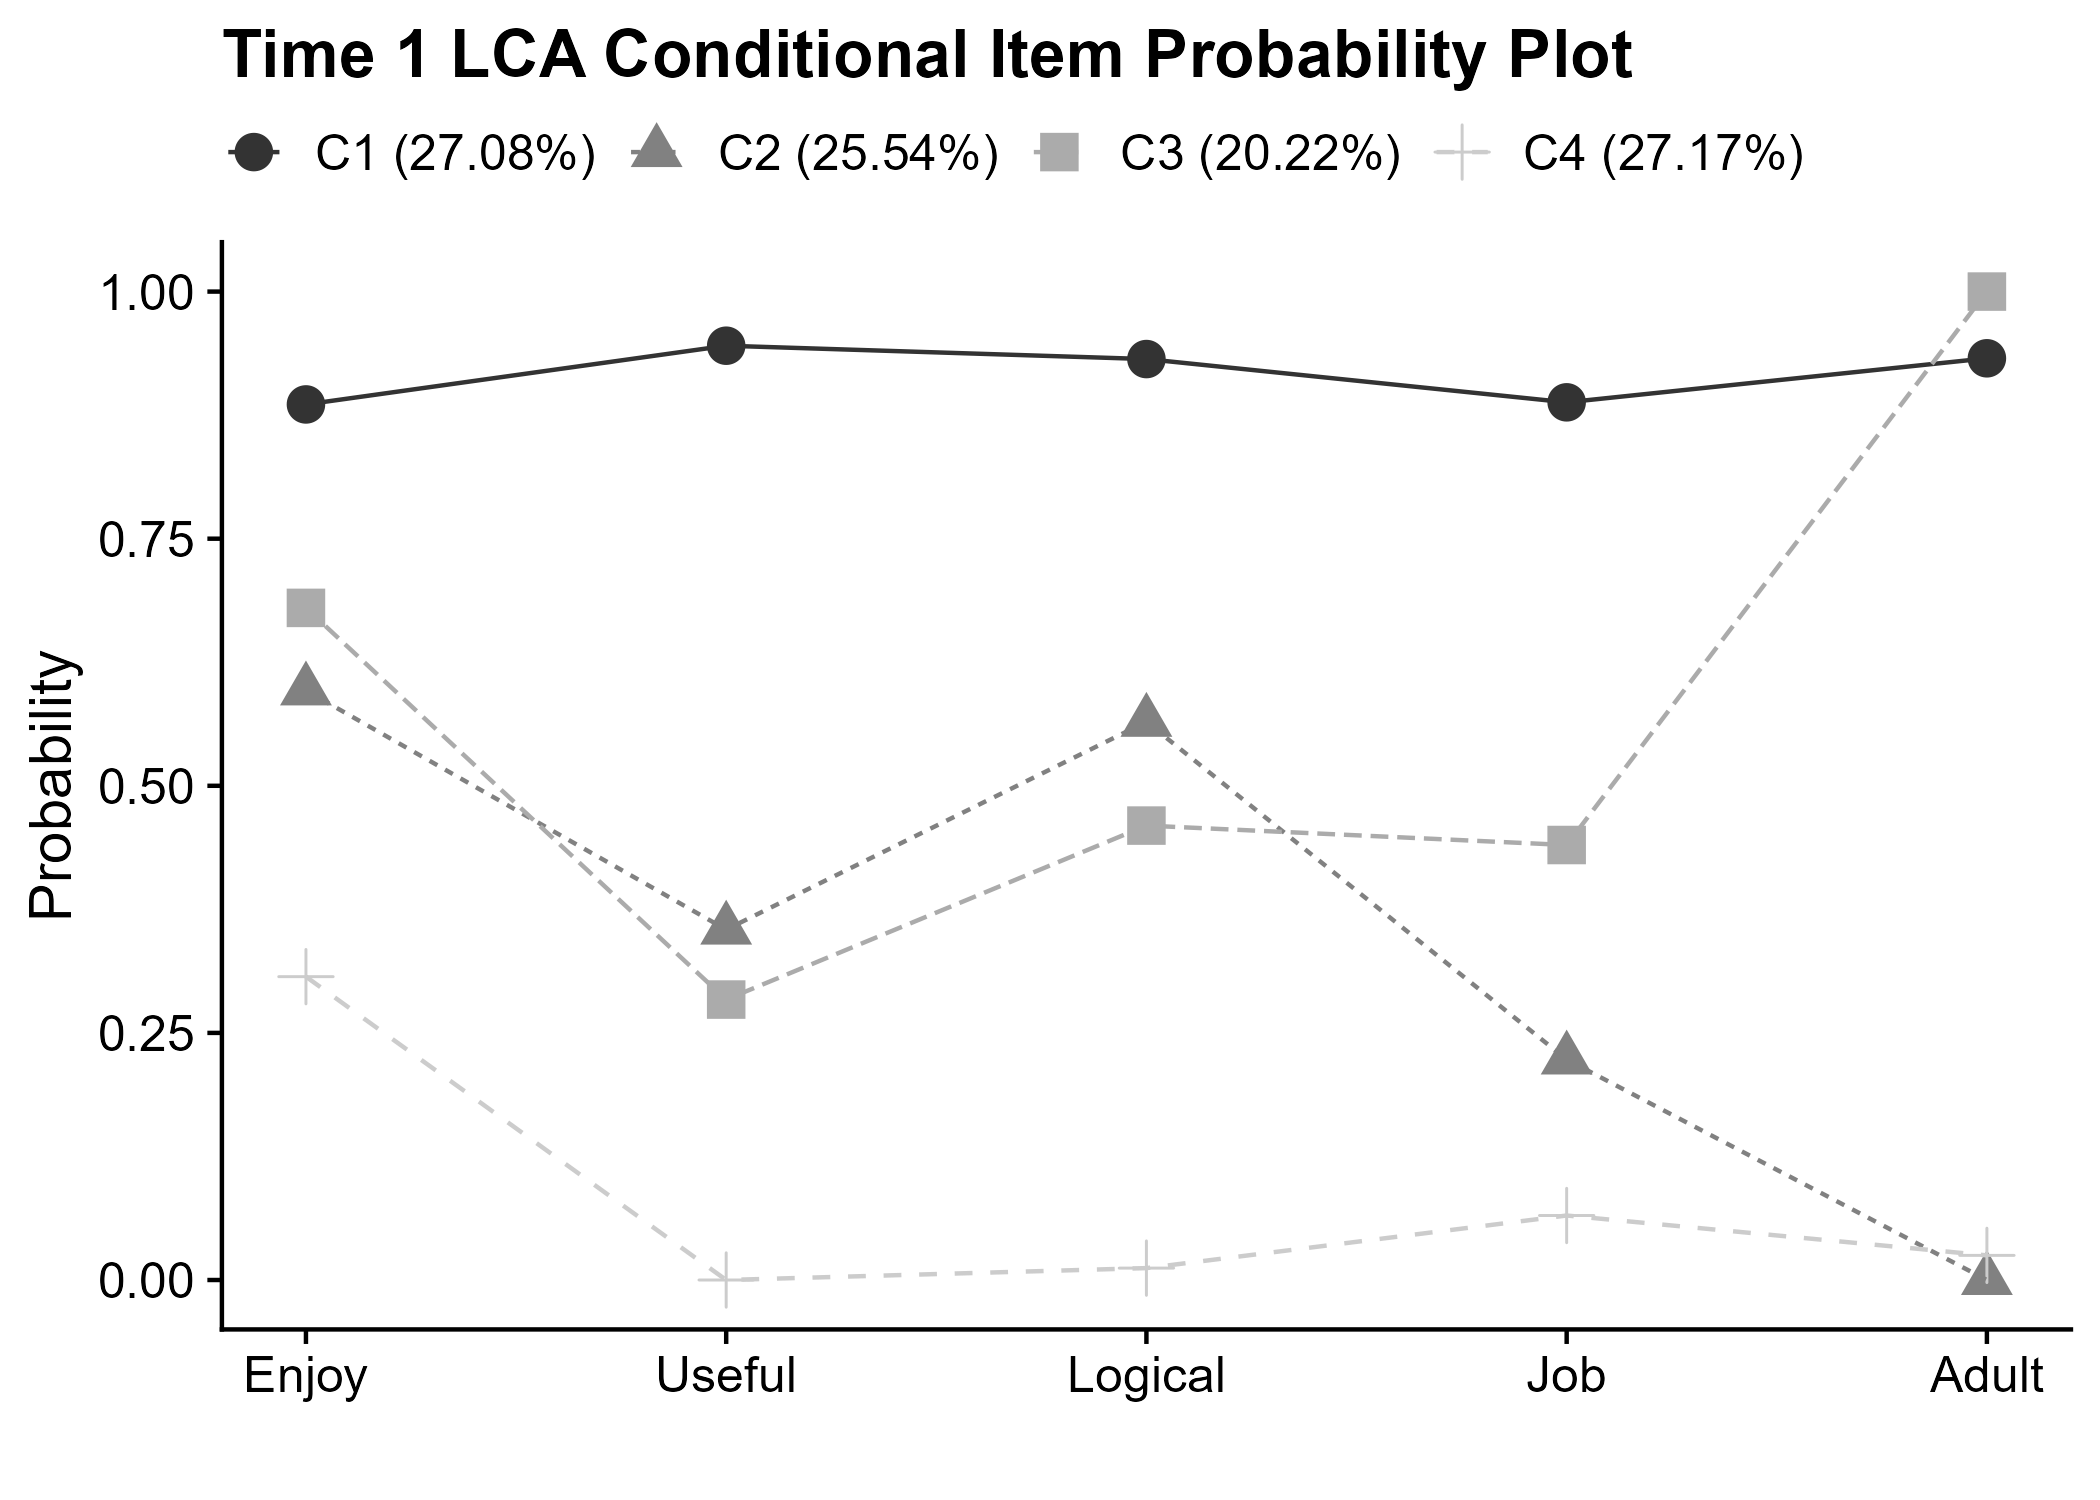 Time 1 LCA Conditional Item Probability Plot
C1 (27.08%) C2 (25.54%) C3 (20.22%) C4 (27.17%)
1.00
0.75
0.50
0.25
0.00
Probability
Enjoy Useful Logical Job Adult